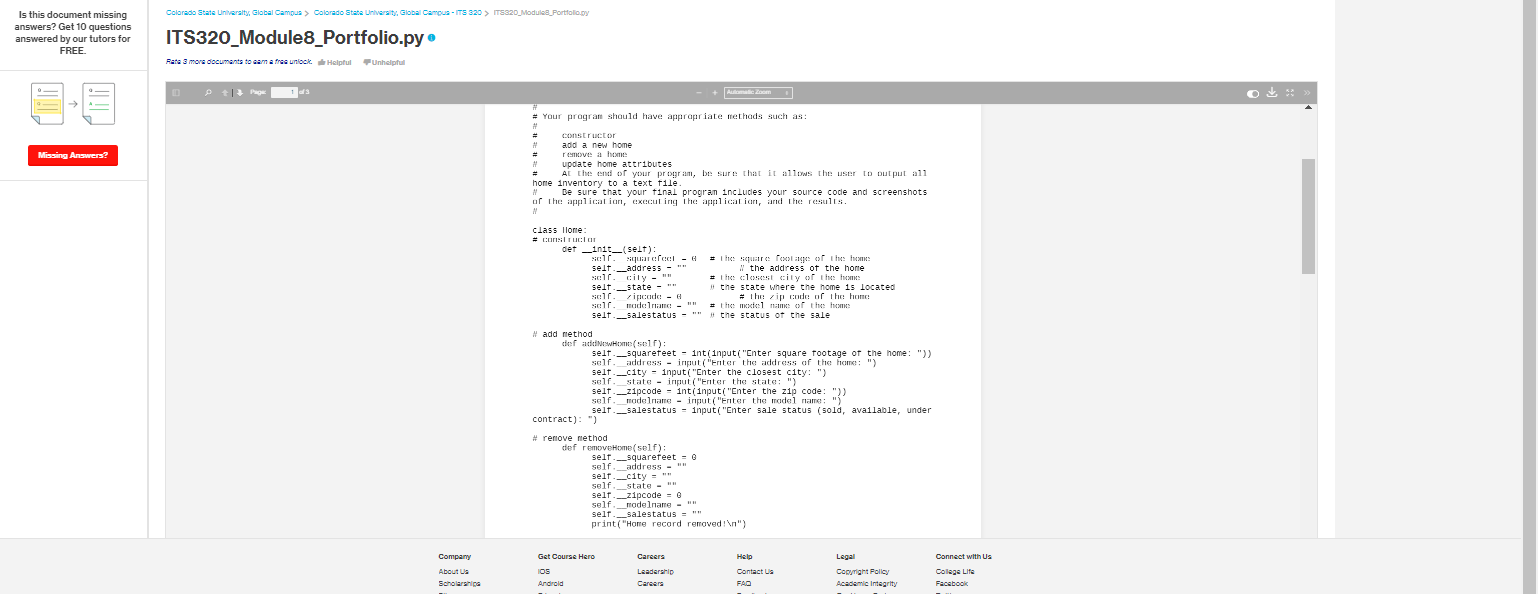 Is this document missing
answers? Get 10 questions
answered by our tutors for
FREE.
Missing Answers?
Colorado State University, Global Campus > Colorado State University, Global Campus - ITS 320 > ITS320_Module8_Portfolio.py
ITS320_Module8_Portfolio.py
Rate 3 more documents to earn a free unlock. Helpful Unhelpful
Page: 1 of 3 Automatic Zoom
#
# Your program should have appropriate methods such as:
#
#     constructor
#     add a new home
#     remove a home
#     update home attributes
#     At the end of your program, be sure that it allows the user to output all
home inventory to a text file.
#     Be sure that your final program includes your source code and screenshots
of the application, executing the application, and the results.
#
class Home:
# constructor
def __init__(self):
self.__squarefeet = 0 # the square footage of the home
self.__address = "" # the address of the home
self.__city = "" # the closest city of the home
self.__state = "" # the state where the home is located
self.__zipcode = 0 # the zip code of the home
self.__modelname = "" # the model name of the home
self.__salestatus = "" # the status of the sale
# add method
def addNewHome(self):
self.__squarefeet = int(input("Enter square footage of the home: "))
self.__address = input("Enter the address of the home: ")
self.__city = input("Enter the closest city: ")
self.__state = input("Enter the state: ")
self.__zipcode = int(input("Enter the zip code: "))
self.__modelname = input("Enter the model name: ")
self.__salestatus = input("Enter sale status (sold, available, under
contract): ")
# remove method
def removeHome(self):
self.__squarefeet = 0
self.__address = ""
self.__city = ""
self.__state = ""
self.__zipcode = 0
self.__modelname = ""
self.__salestatus = ""
print("Home record removed!\n")
Company Get Course Hero Careers Help Legal Connect with Us
About Us iOS Leadership Contact Us Copyright Policy College Life
Scholarships Android Careers FAQ Academic Integrity Facebook